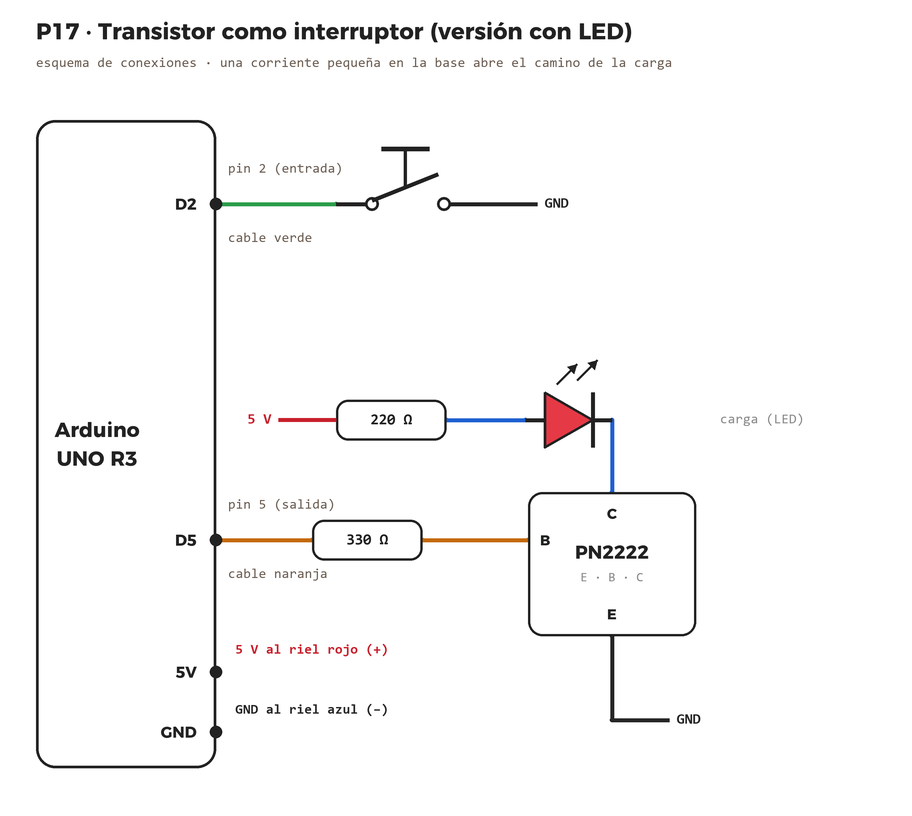 P17 · Transistor como interruptor (versión con LED)
esquema de conexiones · una corriente pequeña en la base abre el camino de la carga
pin 2 (entrada)
D2
GND
cable verde
5 V
220 Ω
carga (LED)
Arduino
UNO R3
pin 5 (salida)
C
D5
330 Ω
B
PN2222
E · B · C
cable naranja
E
5 V al riel rojo (+)
5V
GND al riel azul (–)
GND
GND